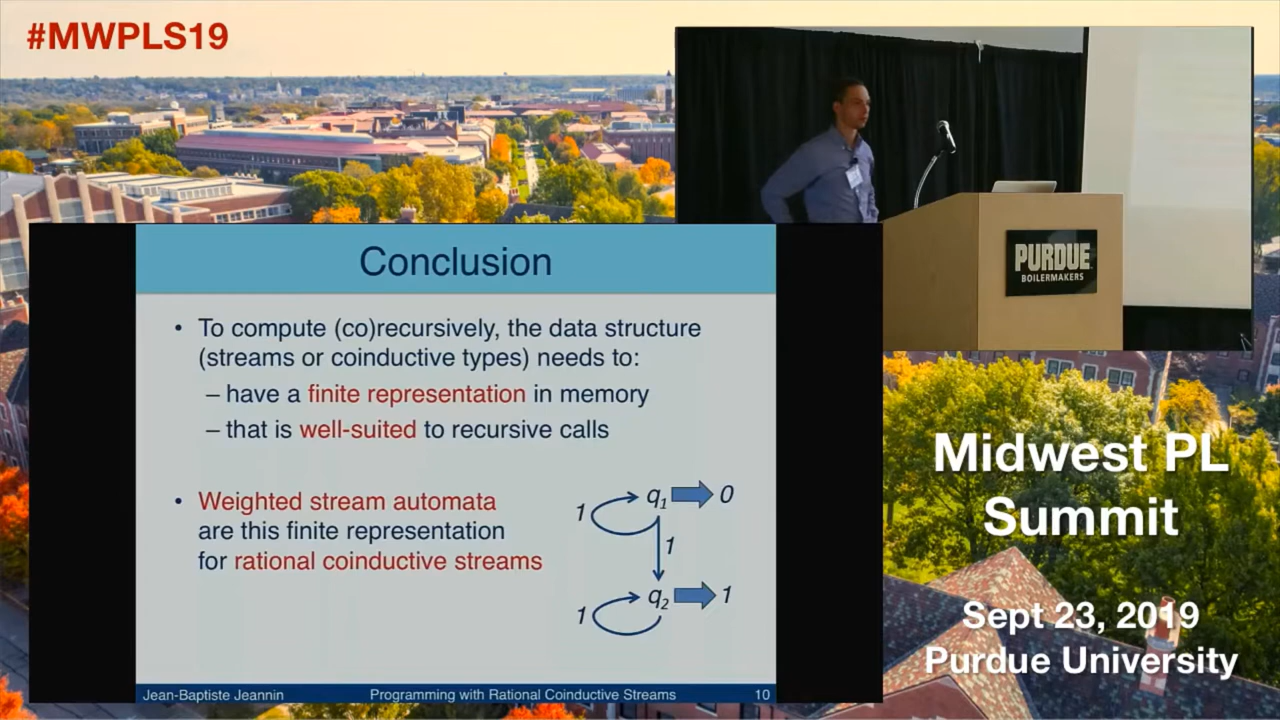 #MWPLS19
PURDUE
BOILERMAKERS
Conclusion
• To compute (co)recursively, the data structure
(streams or coinductive types) needs to:
– have a finite representation in memory
– that is well-suited to recursive calls
• Weighted stream automata
are this finite representation
for rational coinductive streams
1 q1 0
1
1 q2 1
Jean-Baptiste Jeannin Programming with Rational Coinductive Streams 10
Midwest PL
Summit
Sept 23, 2019
Purdue University